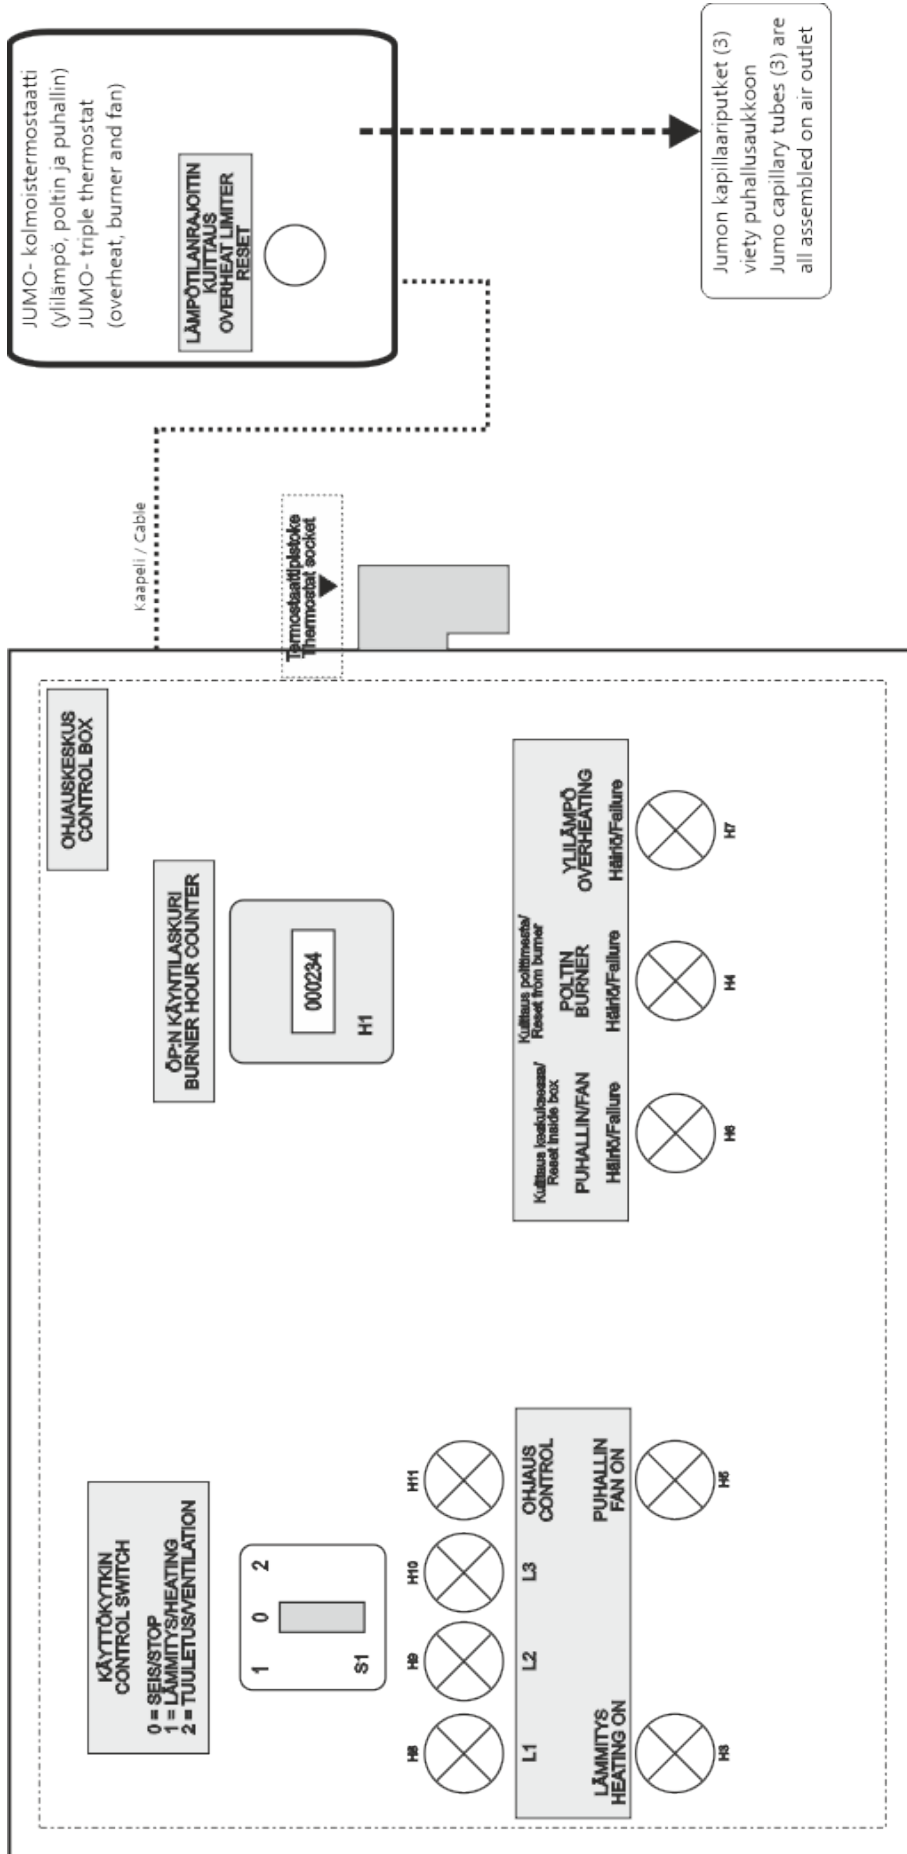 OHJAUSKESKUS
CONTROL BOX
KÄYTTÖKYTKIN
CONTROL SWITCH
0 = SEIS/STOP
1 = LÄMMITYS/HEATING
2 = TUULETUS/VENTILATION
1 0 2
S1
H8 H9 H10 H11
L1 L2 L3 OHJAUS
CONTROL
LÄMMITYS
HEATING ON
PUHALLIN
FAN ON
H3 H5
ÖP:N KÄYNTILASKURI
BURNER HOUR COUNTER
000234
H1
Kuittaus keskuksessa/
Reset inside box
PUHALLIN/FAN
Häiriö/Failure
H6
Kuittaus polttimesta/
Reset from burner
POLTIN
BURNER
Häiriö/Failure
H4
YLILÄMPÖ
OVERHEATING
Häiriö/Failure
H7
Kaapeli / Cable
Termostaattipistoke
Thermostat socket
JUMO- kolmoistermostaatti
(ylilämpö, poltin ja puhallin)
JUMO- triple thermostat
(overheat, burner and fan)
LÄMPÖTILANRAJOITIN
KUITTAUS
OVERHEAT LIMITER
RESET
Jumon kapillaariputket (3)
viety puhallusaukkoon
Jumo capillary tubes (3) are
all assembled on air outlet